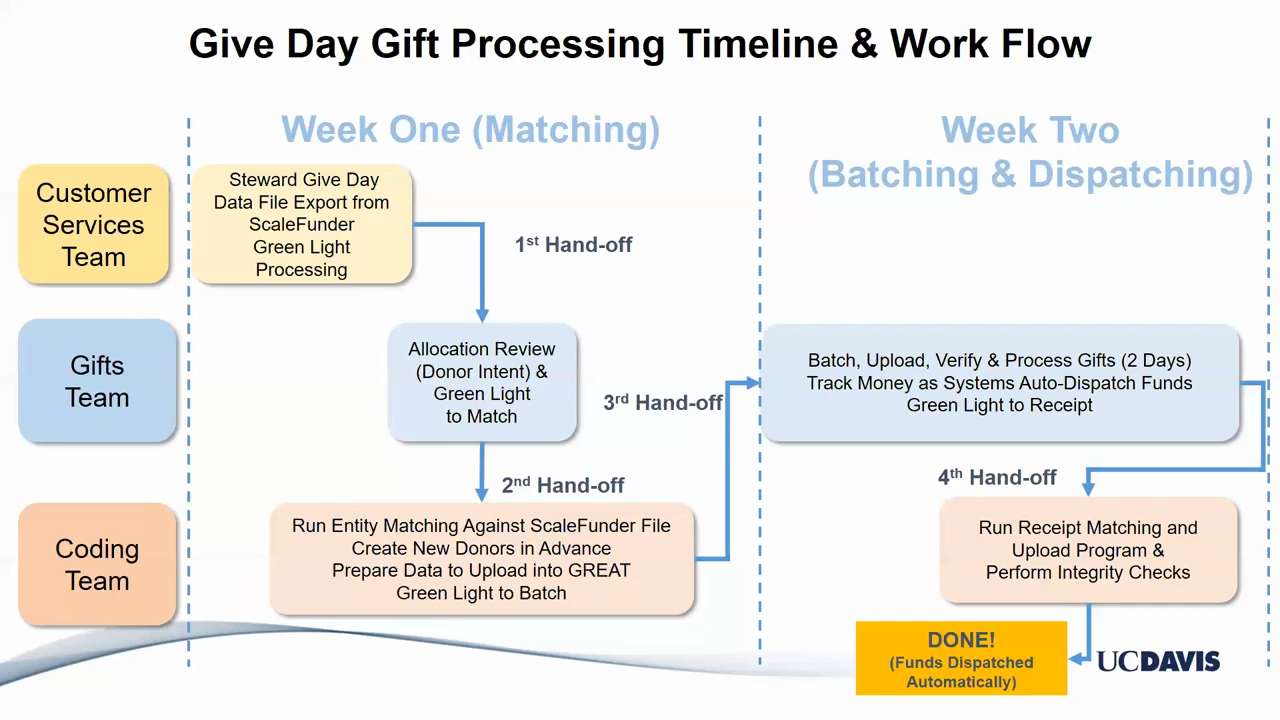 Give Day Gift Processing Timeline & Work Flow
Week One (Matching)
Week Two
(Batching & Dispatching)
Customer
Services
Team
Steward Give Day
Data File Export from
ScaleFunder
Green Light
Processing
1st Hand-off
Gifts
Team
Allocation Review
(Donor Intent) &
Green Light
to Match
3rd Hand-off
Batch, Upload, Verify & Process Gifts (2 Days)
Track Money as Systems Auto-Dispatch Funds
Green Light to Receipt
2nd Hand-off
4th Hand-off
Coding
Team
Run Entity Matching Against ScaleFunder File
Create New Donors in Advance
Prepare Data to Upload into GREAT
Green Light to Batch
Run Receipt Matching and
Upload Program &
Perform Integrity Checks
DONE!
(Funds Dispatched
Automatically)
UCDAVIS